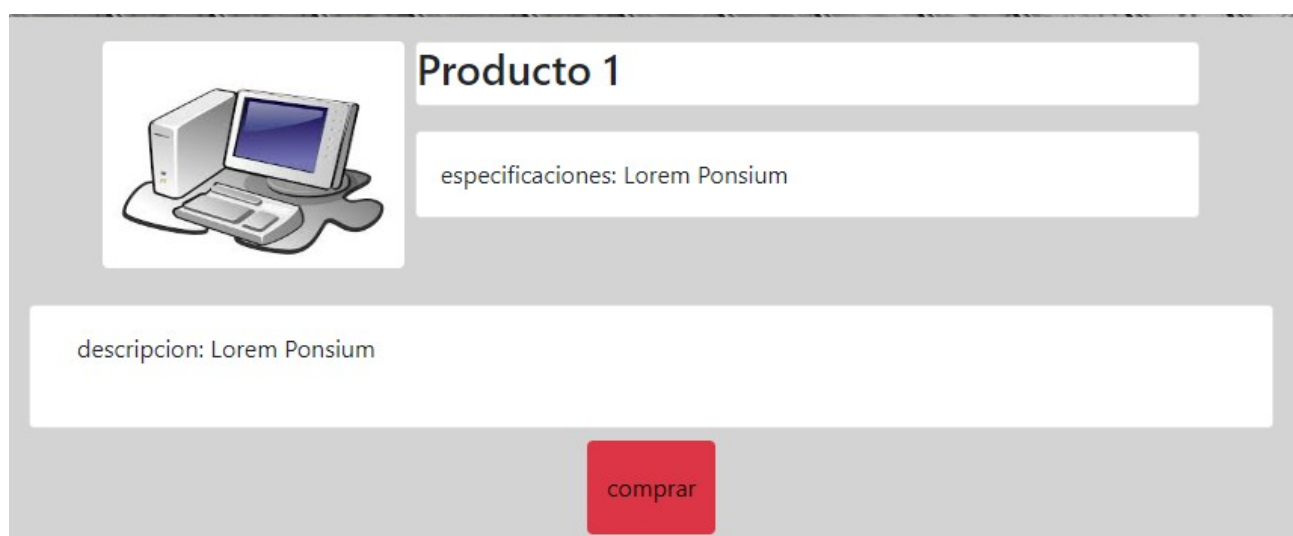 Producto 1
especificaciones: Lorem Ponsium
descripcion: Lorem Ponsium
comprar